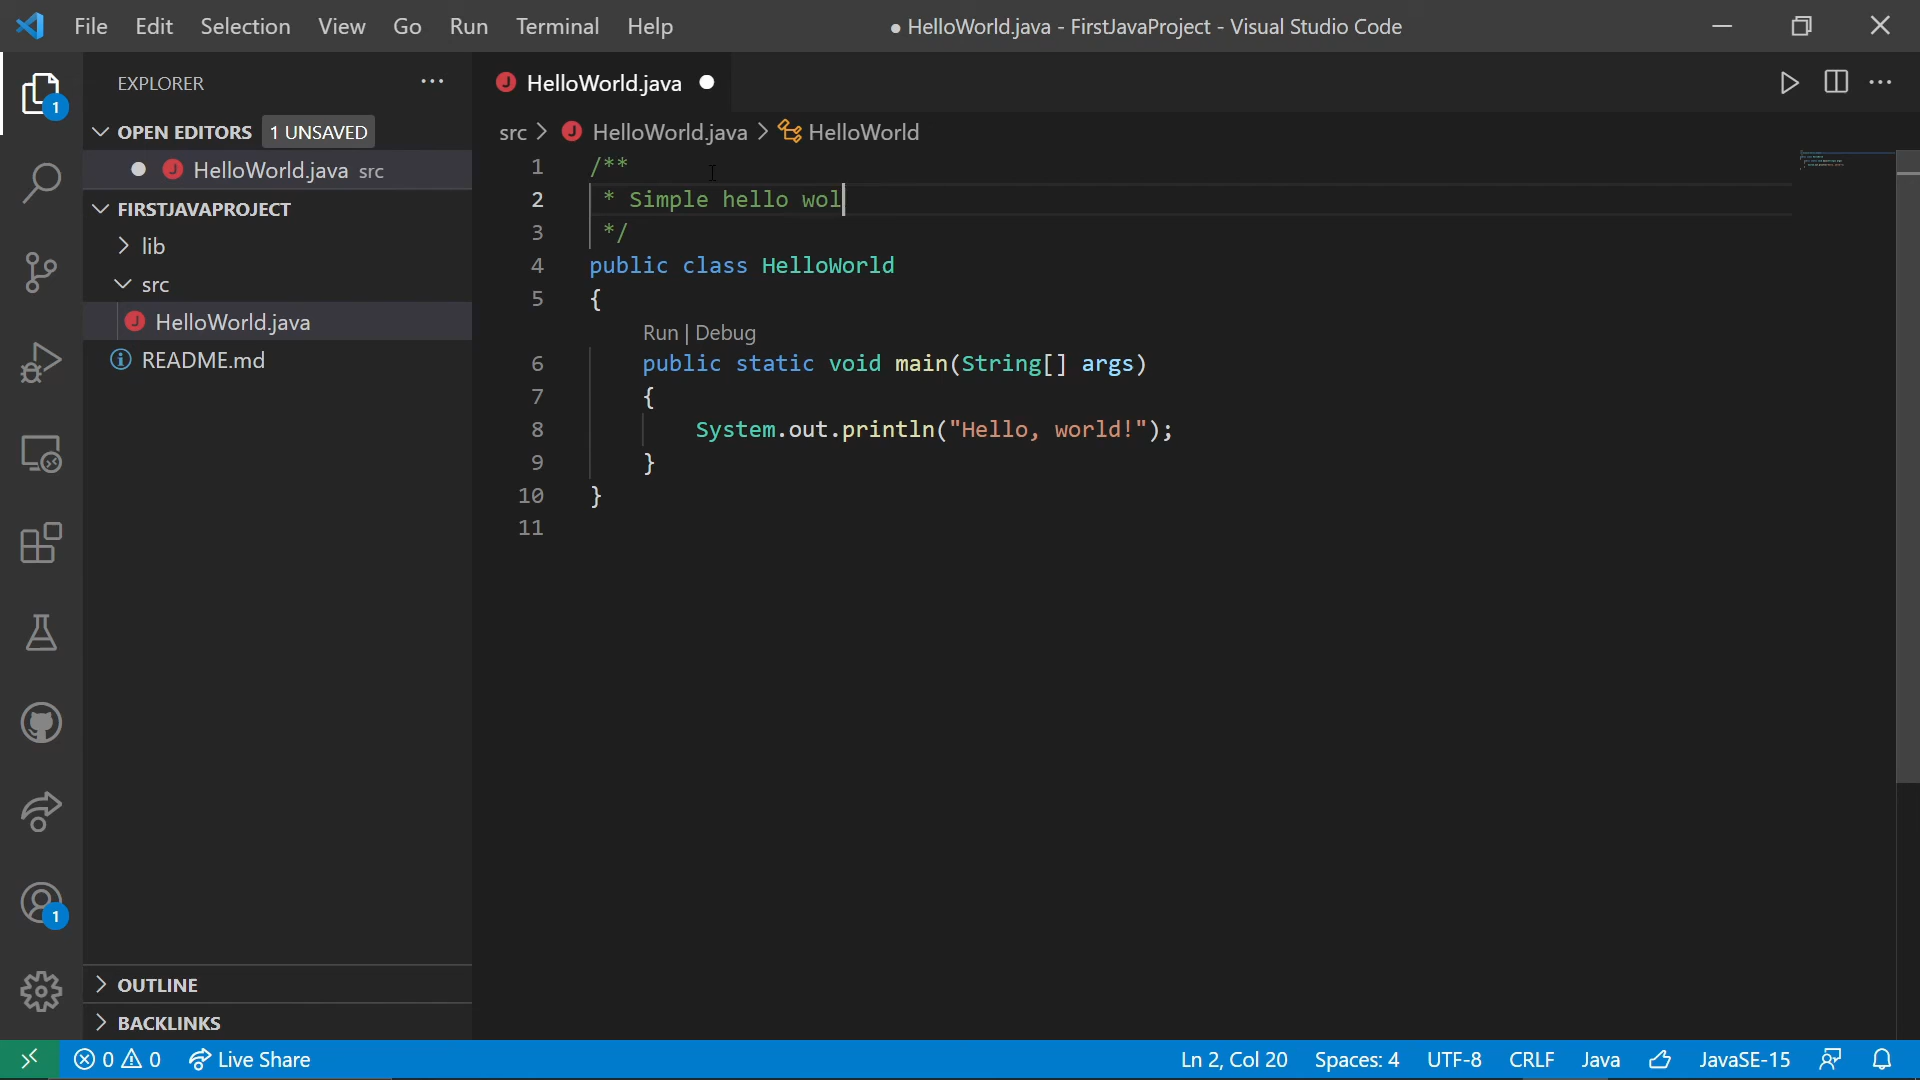 File Edit Selection View Go Run Terminal Help ● HelloWorld.java - FirstJavaProject - Visual Studio Code
EXPLORER
1
OPEN EDITORS 1 UNSAVED
HelloWorld.java src
FIRSTJAVAPROJECT
lib
src
HelloWorld.java
README.md
OUTLINE
BACKLINKS
1
J HelloWorld.java
src > J HelloWorld.java > HelloWorld
1 /**
2 * Simple hello wol
3 */
4 public class HelloWorld
5 {
Run | Debug
6 public static void main(String[] args)
7 {
8 System.out.println("Hello, world!");
9 }
10 }
11
0 0 Live Share Ln 2, Col 20 Spaces: 4 UTF-8 CRLF Java JavaSE-15